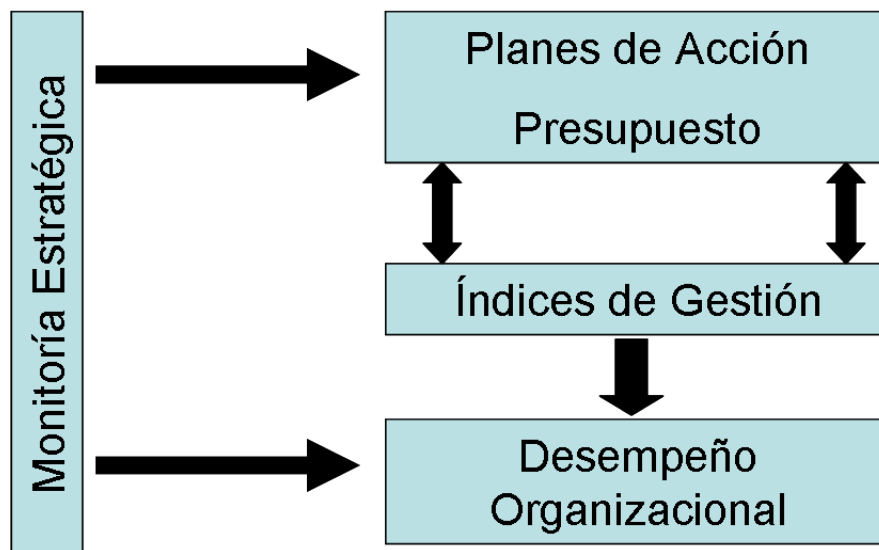 Monitoría Estratégica
Planes de Acción
Presupuesto
Índices de Gestión
Desempeño
Organizacional